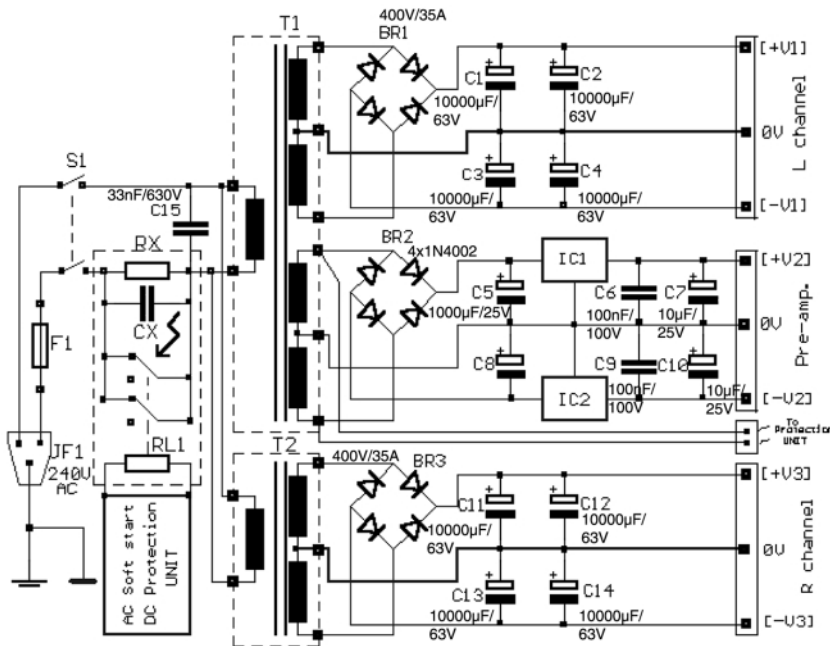 T1
400V/35A
BR1
C1
10000µF/
63V
C2
10000µF/
63V
[+V1]
0V
[-V1]
L channel
C3
10000µF/
63V
C4
10000µF/
63V
S1
33nF/630V
C15
RX
CX
F1
RL1
JF1
240V
AC
AC Soft start
DC Protection
UNIT
BR2
4x1N4002
C5
1000µF/25V
C8
IC1
IC2
C6
100nF/
100V
C7
10µF/
25V
C9
100nF/
100V
C10
10µF/
25V
[+V2]
0V
[-V2]
Pre-amp.
To
Protection
UNIT
T2
400V/35A
BR3
C11
10000µF/
63V
C12
10000µF/
63V
C13
10000µF/
63V
C14
10000µF/
63V
[+V3]
0V
[-V3]
R channel